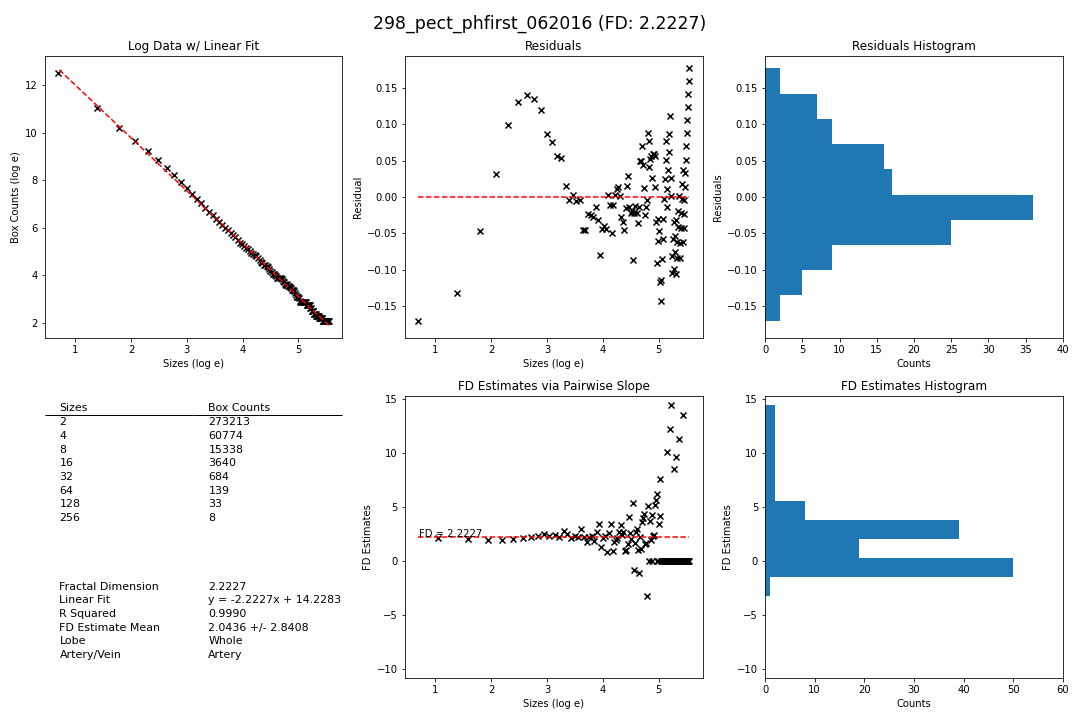 298_pect_phfirst_062016 (FD: 2.2227)
Log Data w/ Linear Fit
Box Counts (log e)
12
10
8
6
4
2
1 2 3 4 5
Sizes (log e)
Residuals
Residual
0.15
0.10
0.05
0.00
−0.05
−0.10
−0.15
1 2 3 4 5
Sizes (log e)
Residuals Histogram
Residuals
0.15
0.10
0.05
0.00
−0.05
−0.10
−0.15
0 5 10 15 20 25 30 35 40
Counts
Sizes Box Counts
2 273213
4 60774
8 15338
16 3640
32 684
64 139
128 33
256 8
Fractal Dimension 2.2227
Linear Fit y = -2.2227x + 14.2283
R Squared 0.9990
FD Estimate Mean 2.0436 +/- 2.8408
Lobe Whole
Artery/Vein Artery
FD Estimates via Pairwise Slope
FD Estimates
15
10
5
0
−5
−10
FD = 2.2227
1 2 3 4 5
Sizes (log e)
FD Estimates Histogram
FD Estimates
15
10
5
0
−5
−10
0 10 20 30 40 50 60
Counts